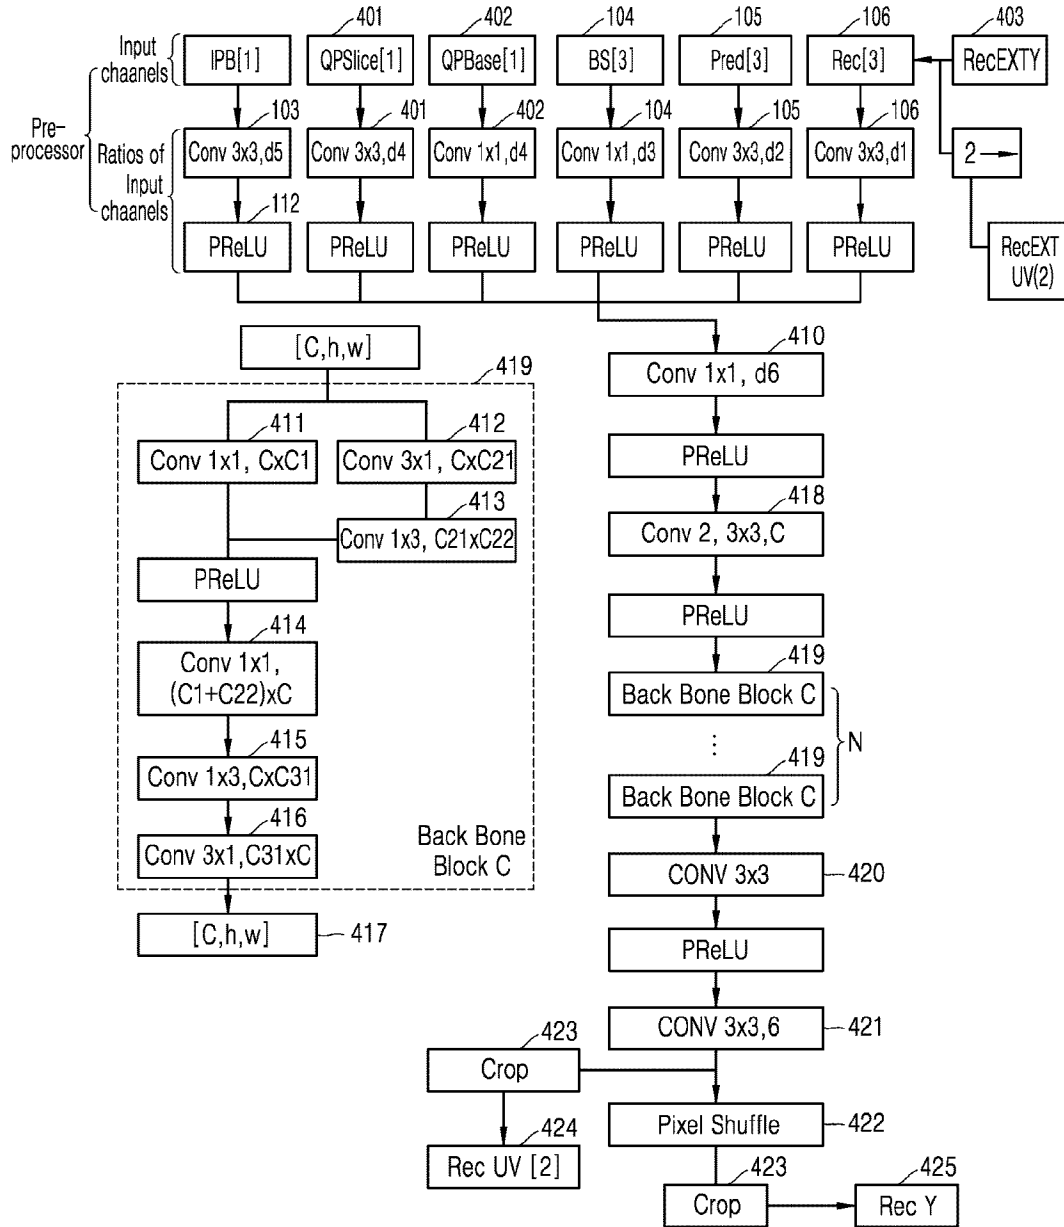 401
402
104
105
106
403
Input
chaanels
IPB[1]
QPSlice[1]
QPBase[1]
BS[3]
Pred[3]
Rec[3]
RecEXTY
Pre-
processor
103
401
402
104
105
106
Ratios of
Input
chaanels
Conv 3x3,d5
Conv 3x3,d4
Conv 1x1,d4
Conv 1x1,d3
Conv 3x3,d2
Conv 3x3,d1
2
112
PReLU
PReLU
PReLU
PReLU
PReLU
PReLU
RecEXT
UV(2)
[C,h,w]
419
411
Conv 1x1, CxC1
412
Conv 3x1, CxC21
413
Conv 1x3, C21xC22
PReLU
414
Conv 1x1,
(C1+C22)xC
415
Conv 1x3,CxC31
416
Conv 3x1,C31xC
Back Bone
Block C
[C,h,w]
417
410
Conv 1x1, d6
PReLU
418
Conv 2, 3x3,C
PReLU
419
Back Bone Block C
⋮
N
419
Back Bone Block C
CONV 3x3
420
PReLU
CONV 3x3,6
421
423
Crop
Pixel Shuffle
422
424
Rec UV [2]
423
Crop
425
Rec Y